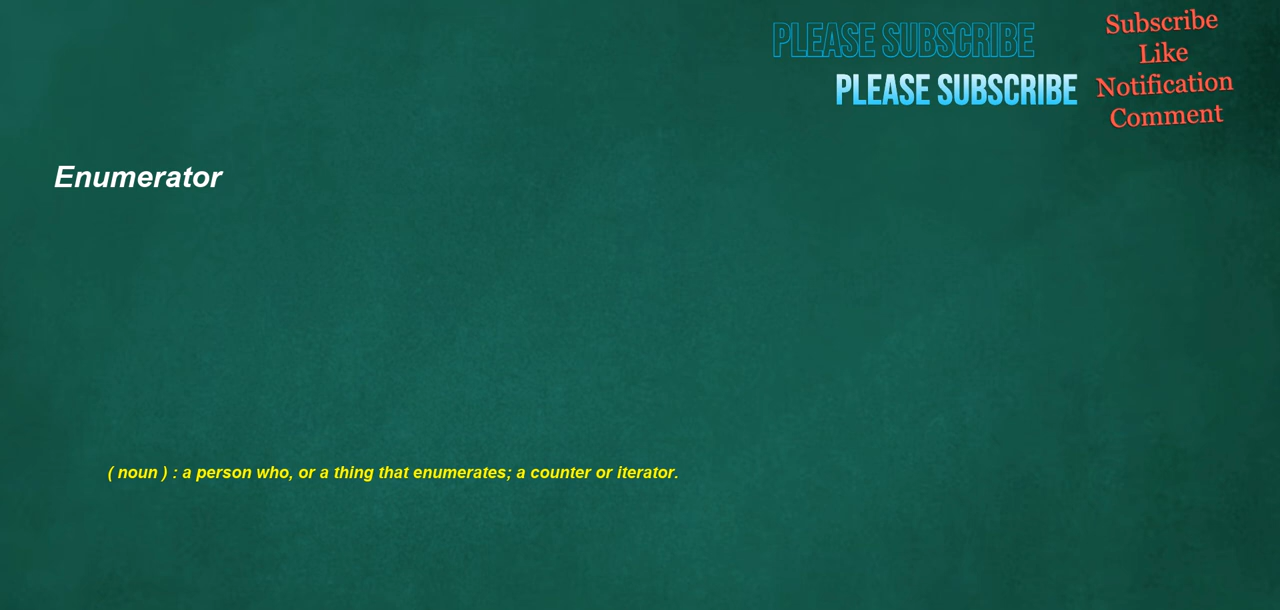 PLEASE SUBSCRIBE
PLEASE SUBSCRIBE
Subscribe
Like
Notification
Comment
Enumerator
( noun ) : a person who, or a thing that enumerates; a counter or iterator.